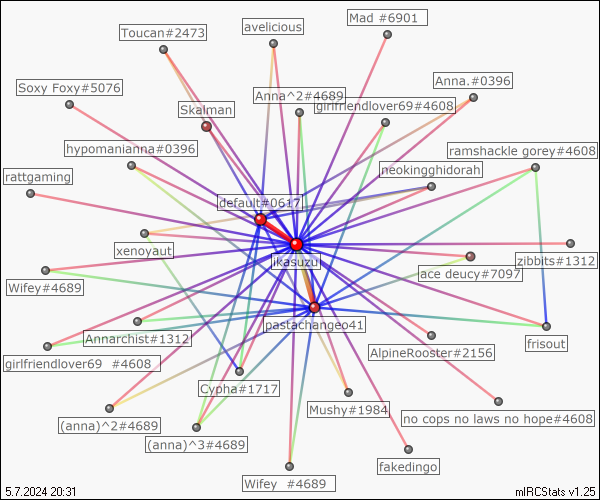 Mad #6901
avelicious
Toucan#2473
Anna.#0396
Soxy Foxy#5076
Anna^2#4689
girlfriendlover69#4608
Skalman
hypomanianna#0396
ramshackle gorey#4608
neokingghidorah
rattgaming
default#0617
xenoyaut
jkasuzu
zibbits#1312
ace deucy#7097
Wifey#4689
pastachangeo41
Annarchist#1312
frisout
AlpineRooster#2156
girlfriendlover69  #4608
Cypha#1717
Mushy#1984
no cops no laws no hope#4608
(anna)^2#4689
(anna)^3#4689
fakedingo
Wifey  #4689
5.7.2024 20:31
mIRCStats v1.25